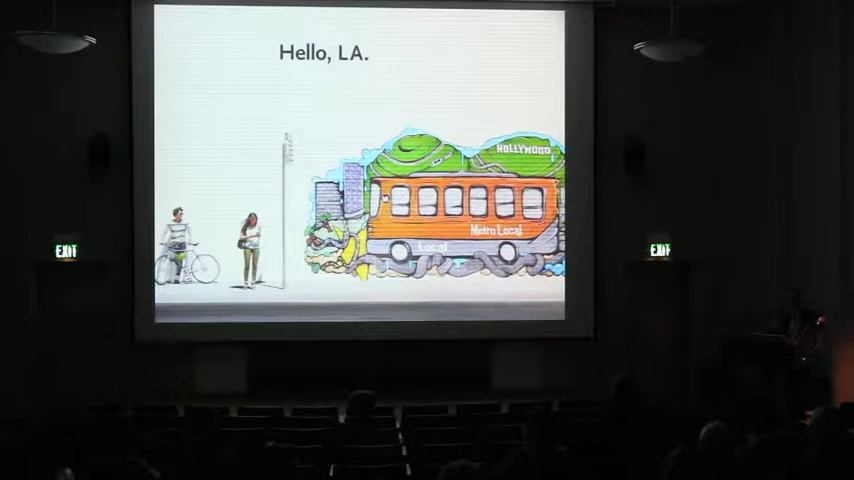 Hello, LA.
HOLLYWOOD
Metro Local
Local
EXIT
EXIT